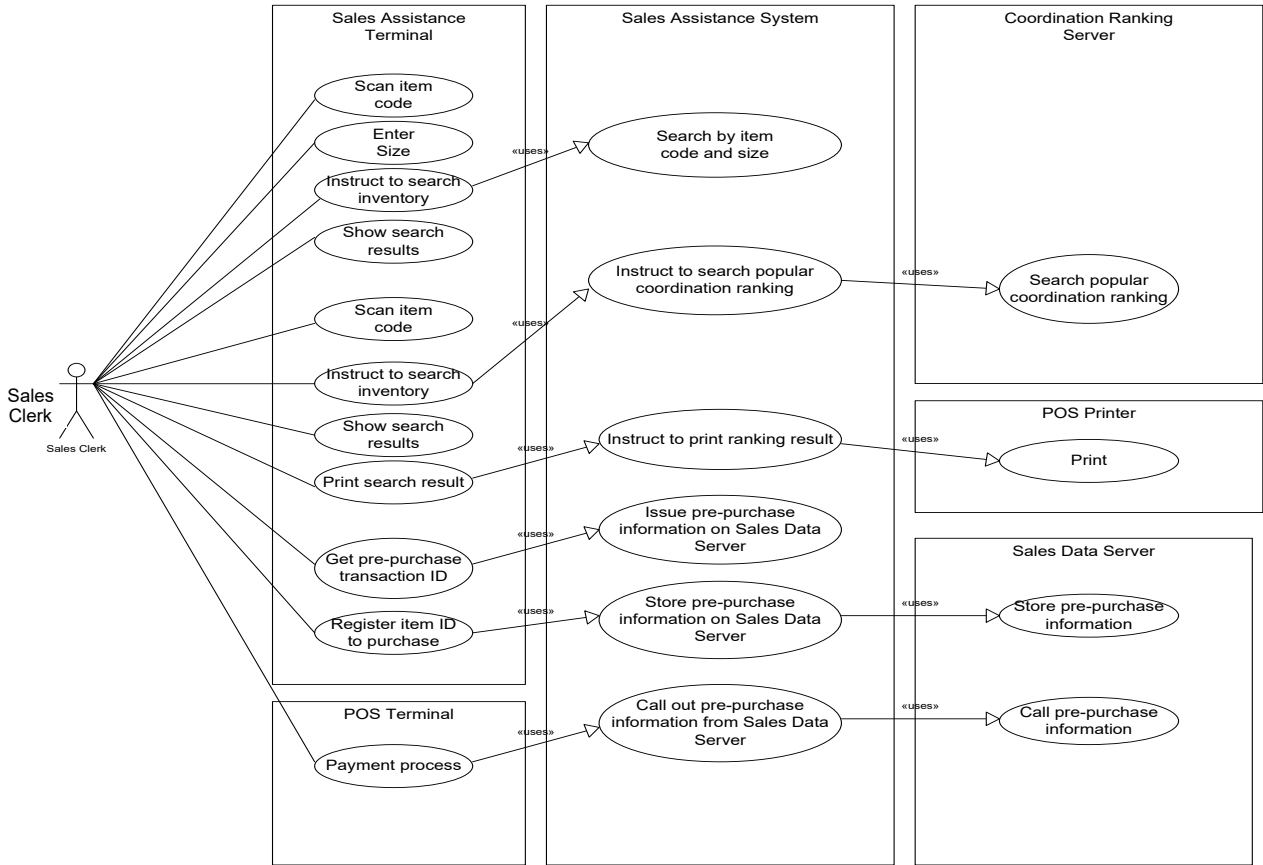 Sales Assistance
Terminal
Scan item
code
Enter
Size
Instruct to search
inventory
Show search
results
Scan item
code
Instruct to search
inventory
Show search
results
Print search result
Get pre-purchase
transaction ID
Register item ID
to purchase
Sales
Clerk
Sales Clerk
POS Terminal
Payment process
«uses»
«uses»
«uses»
«uses»
«uses»
«uses»
Sales Assistance System
Search by item
code and size
Instruct to search popular
coordination ranking
Instruct to print ranking result
Issue pre-purchase
information on Sales Data
Server
Store pre-purchase
information on Sales Data
Server
Call out pre-purchase
information from Sales Data
Server
«uses»
«uses»
«uses»
«uses»
Coordination Ranking
Server
Search popular
coordination ranking
POS Printer
Print
Sales Data Server
Store pre-purchase
information
Call pre-purchase
information